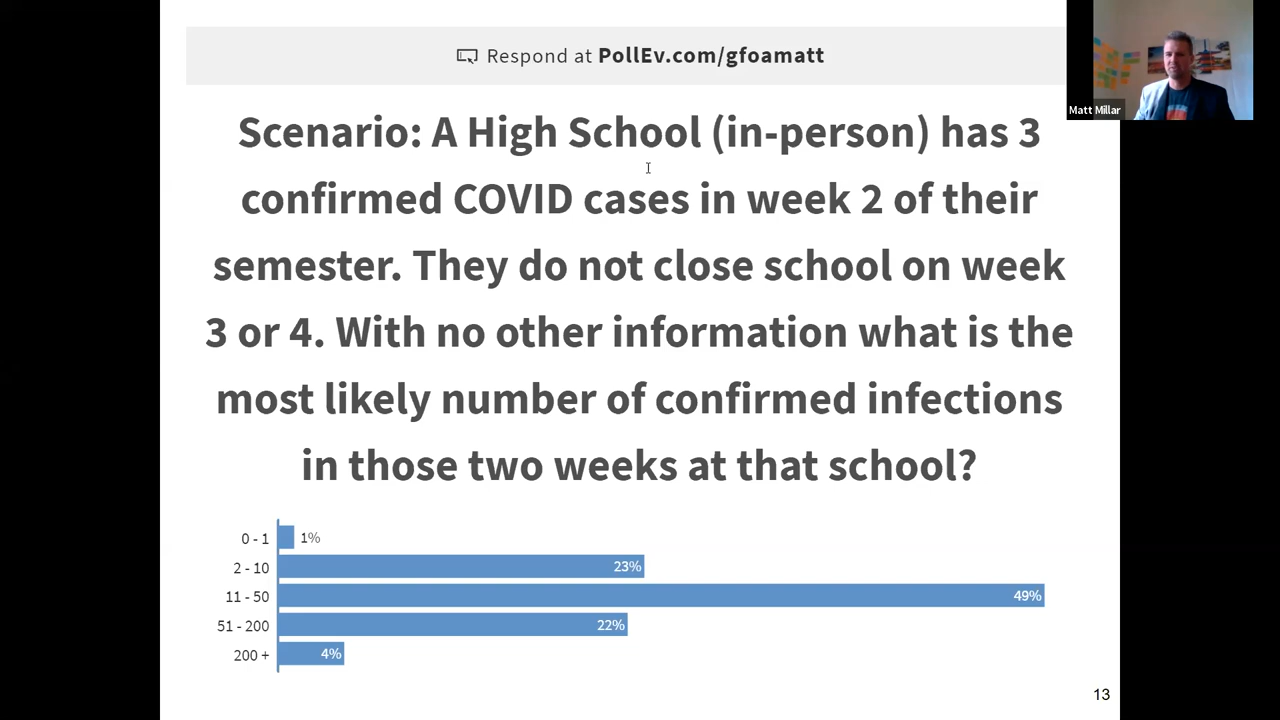 Respond at PollEv.com/gfoamatt
Matt Millar
Scenario: A High School (in-person) has 3
confirmed COVID cases in week 2 of their
semester. They do not close school on week
3 or 4. With no other information what is the
most likely number of confirmed infections
in those two weeks at that school?
0 - 1 1%
2 - 10 23%
11 - 50 49%
51 - 200 22%
200 + 4%
13